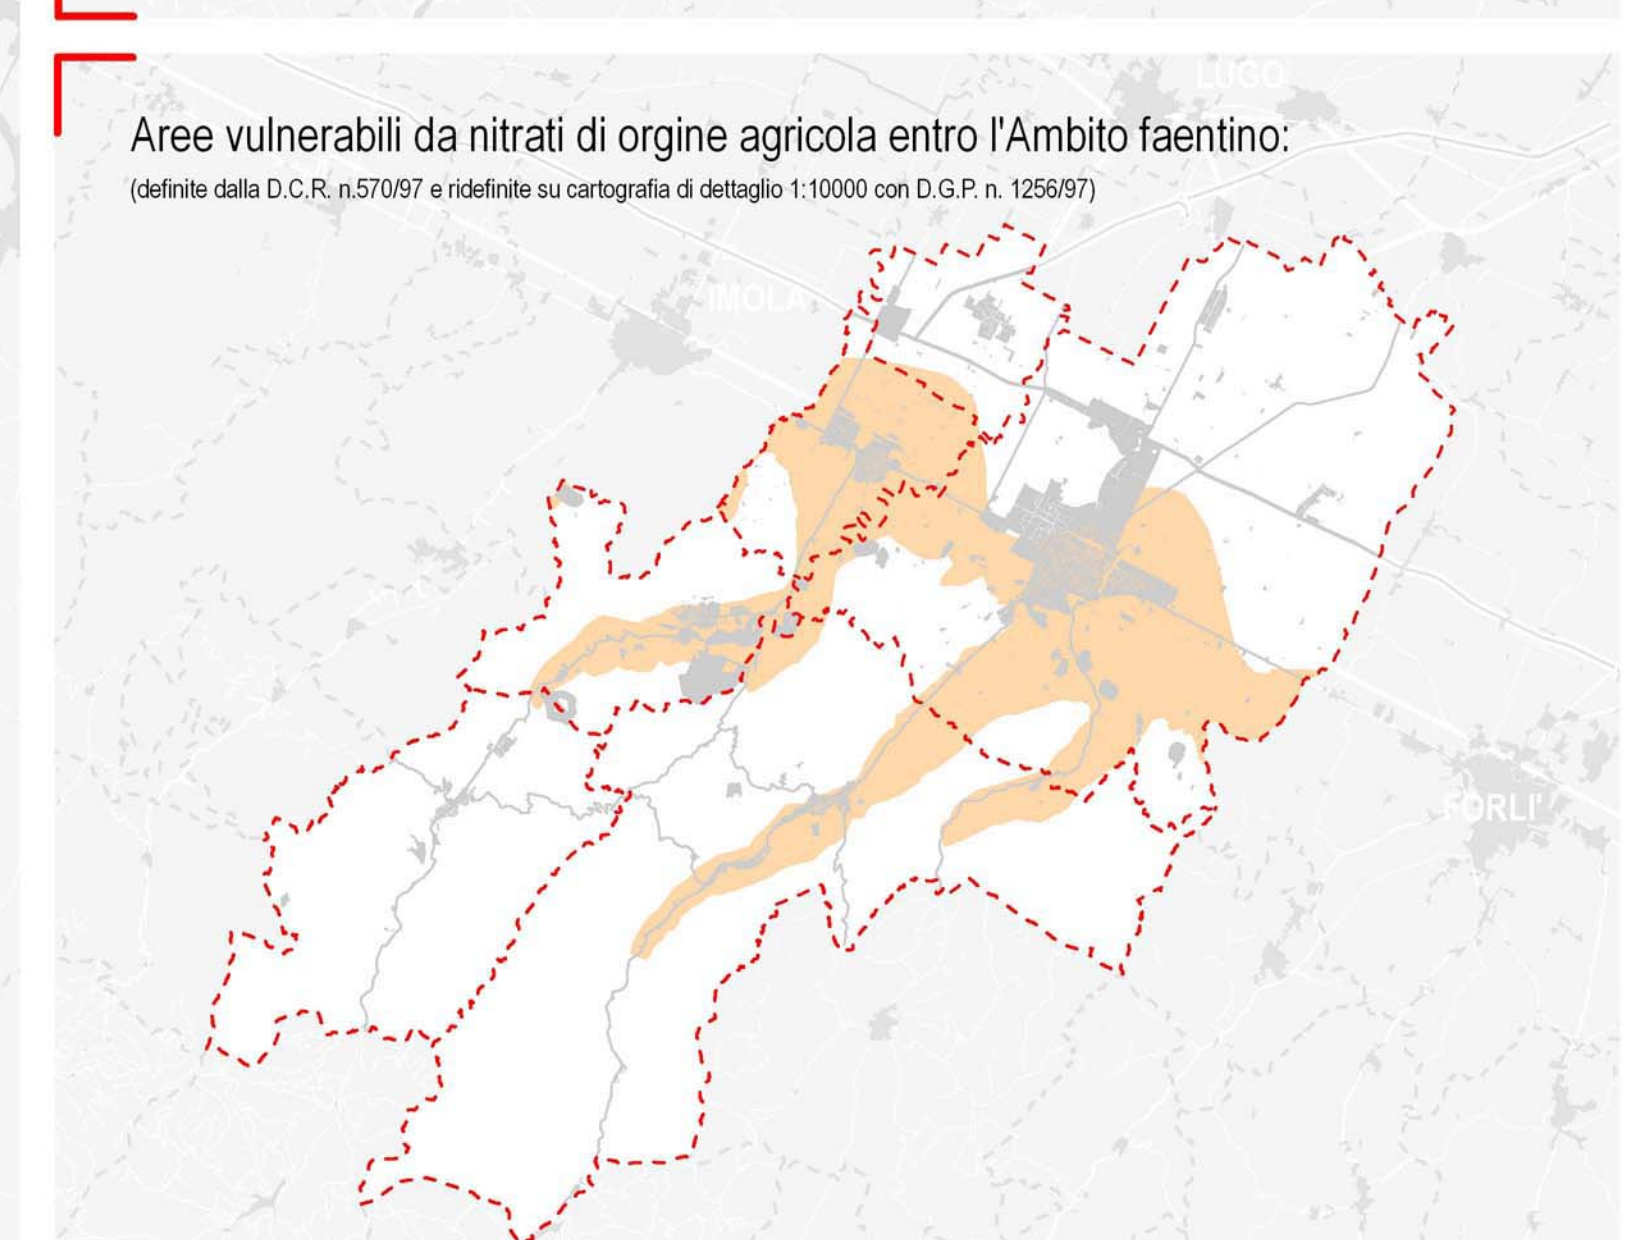 LUGO
Aree vulnerabili da nitrati di orgine agricola entro l'Ambito faentino:
(definite dalla D.C.R. n.570/97 e ridefinite su cartografia di dettaglio 1:10000 con D.G.P. n. 1256/97)
IMOLA
FORLI'